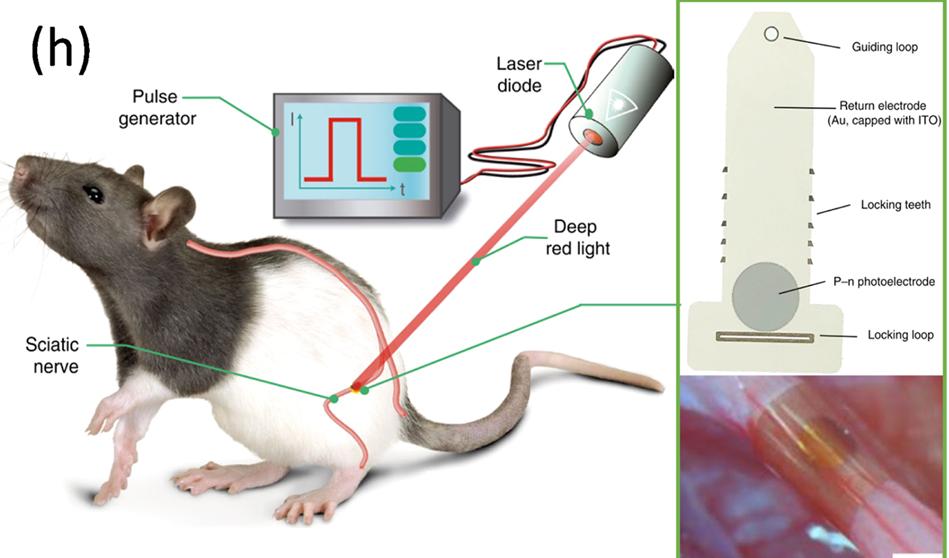 (h)
Pulse
generator
I
t
Laser
diode
Deep
red light
Sciatic
nerve
Guiding loop
Return electrode
(Au, capped with ITO)
Locking teeth
P–n photoelectrode
Locking loop